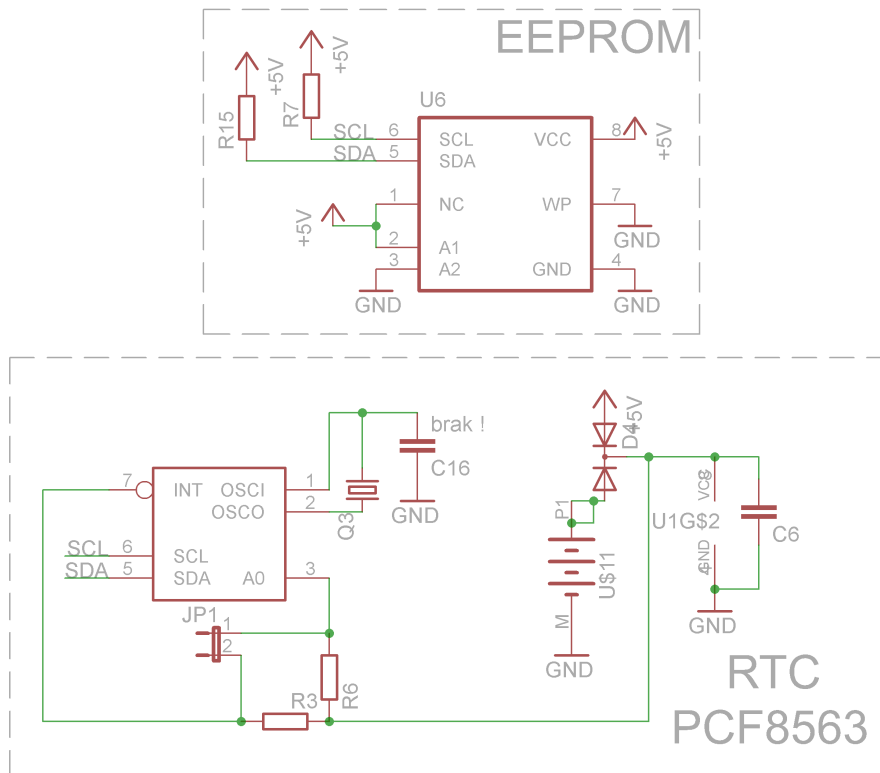 EEPROM
+5V
+5V
R15
R7
U6
SCL
SDA
6
5
SCL
SDA
VCC
8
+5V
1
NC
WP
7
GND
+5V
2
A1
3
A2
GND
4
GND
GND
brak !
C16
GND
7
INT
OSCI
1
OSCO
2
Q3
SCL
6
SCL
SDA
5
SDA
A0
3
JP1
1
2
R3
R6
D4
5V
P1
U$11
M
GND
VCC
8
U1G$2
C6
GND
4
GND
RTC
PCF8563